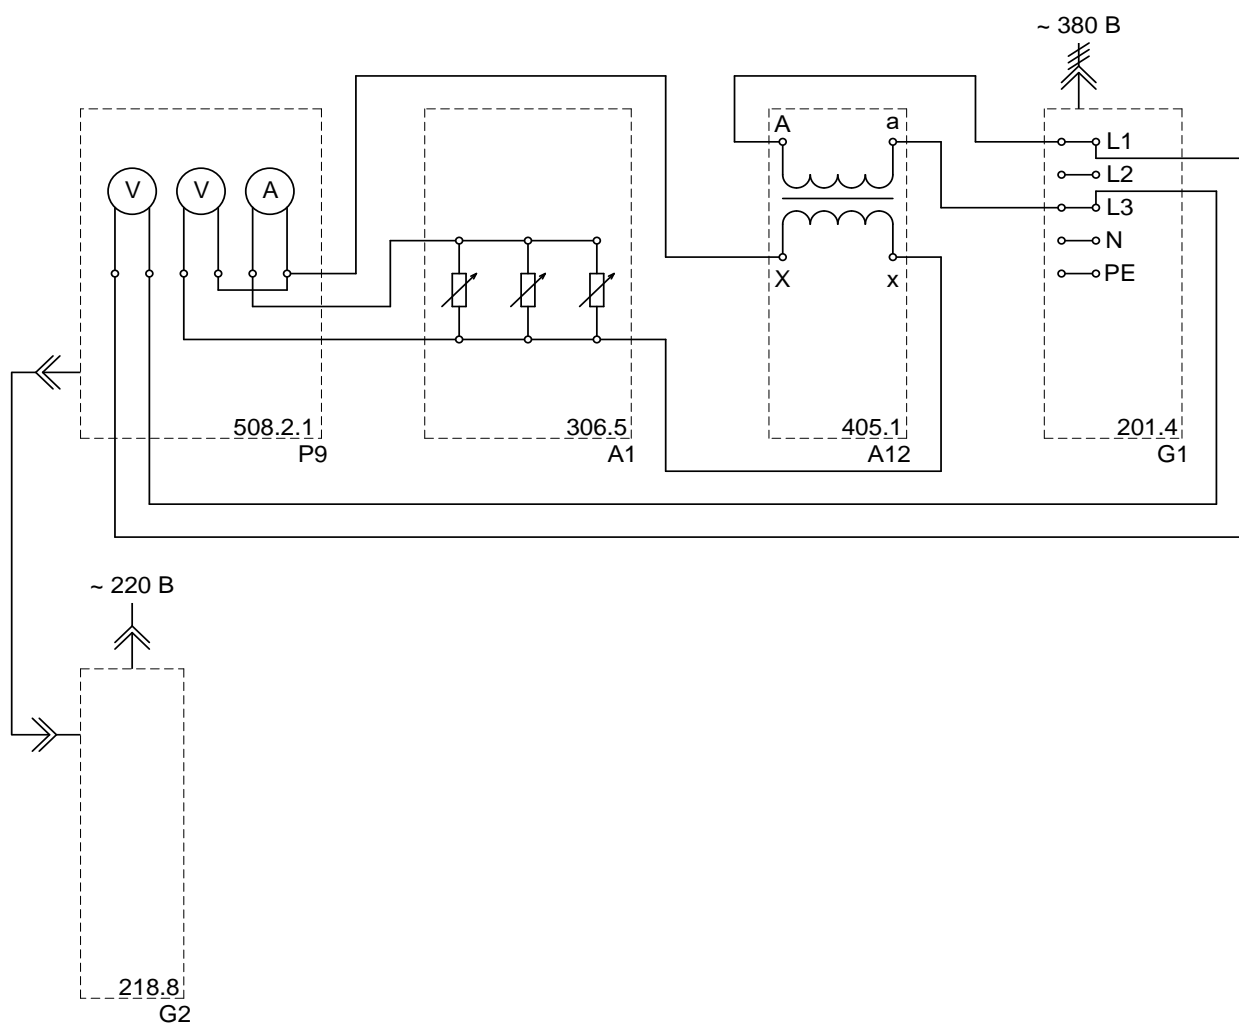 ~ 380 В
A
a
L1
L2
L3
N
PE
V
V
A
X
x
508.2.1
P9
306.5
A1
405.1
A12
201.4
G1
~ 220 В
218.8
G2